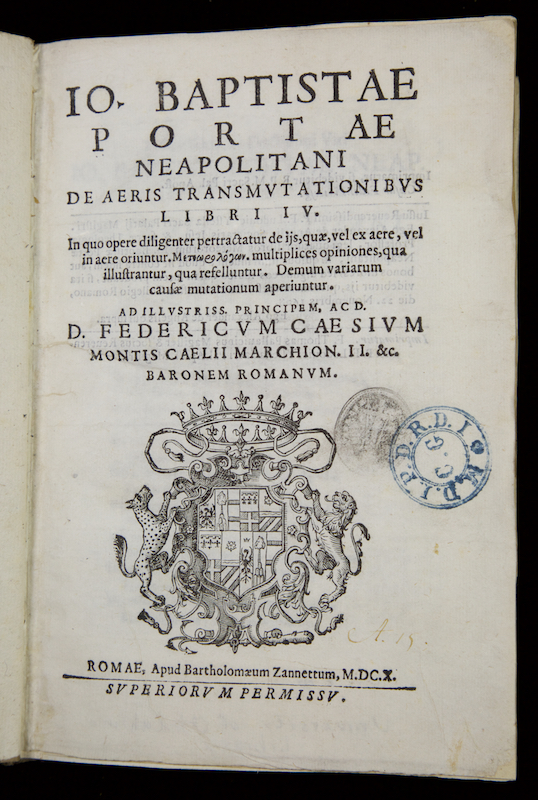 IO. BAPTISTAE
PORTAE
NEAPOLITANI
DE AERIS TRANSMVTATIONIBVS
LIBRI IV.
In quo opere diligenter pertractatur de ijs, quæ, vel ex aere, vel
in aere oriuntur. Μετεωρολόγων. multiplices opiniones, qua
illustrantur, qua refelluntur. Demum variarum
causæ mutationum aperiuntur.
AD ILLVSTRISS. PRINCIPEM, AC D.
D. FEDERICVM CAESIVM
MONTIS CAELII MARCHION. II. &c.
BARONEM ROMANVM.
ROMAE, Apud Bartholomæum Zannettum, M.DC.X.
SVPERIORVM PERMISSV.